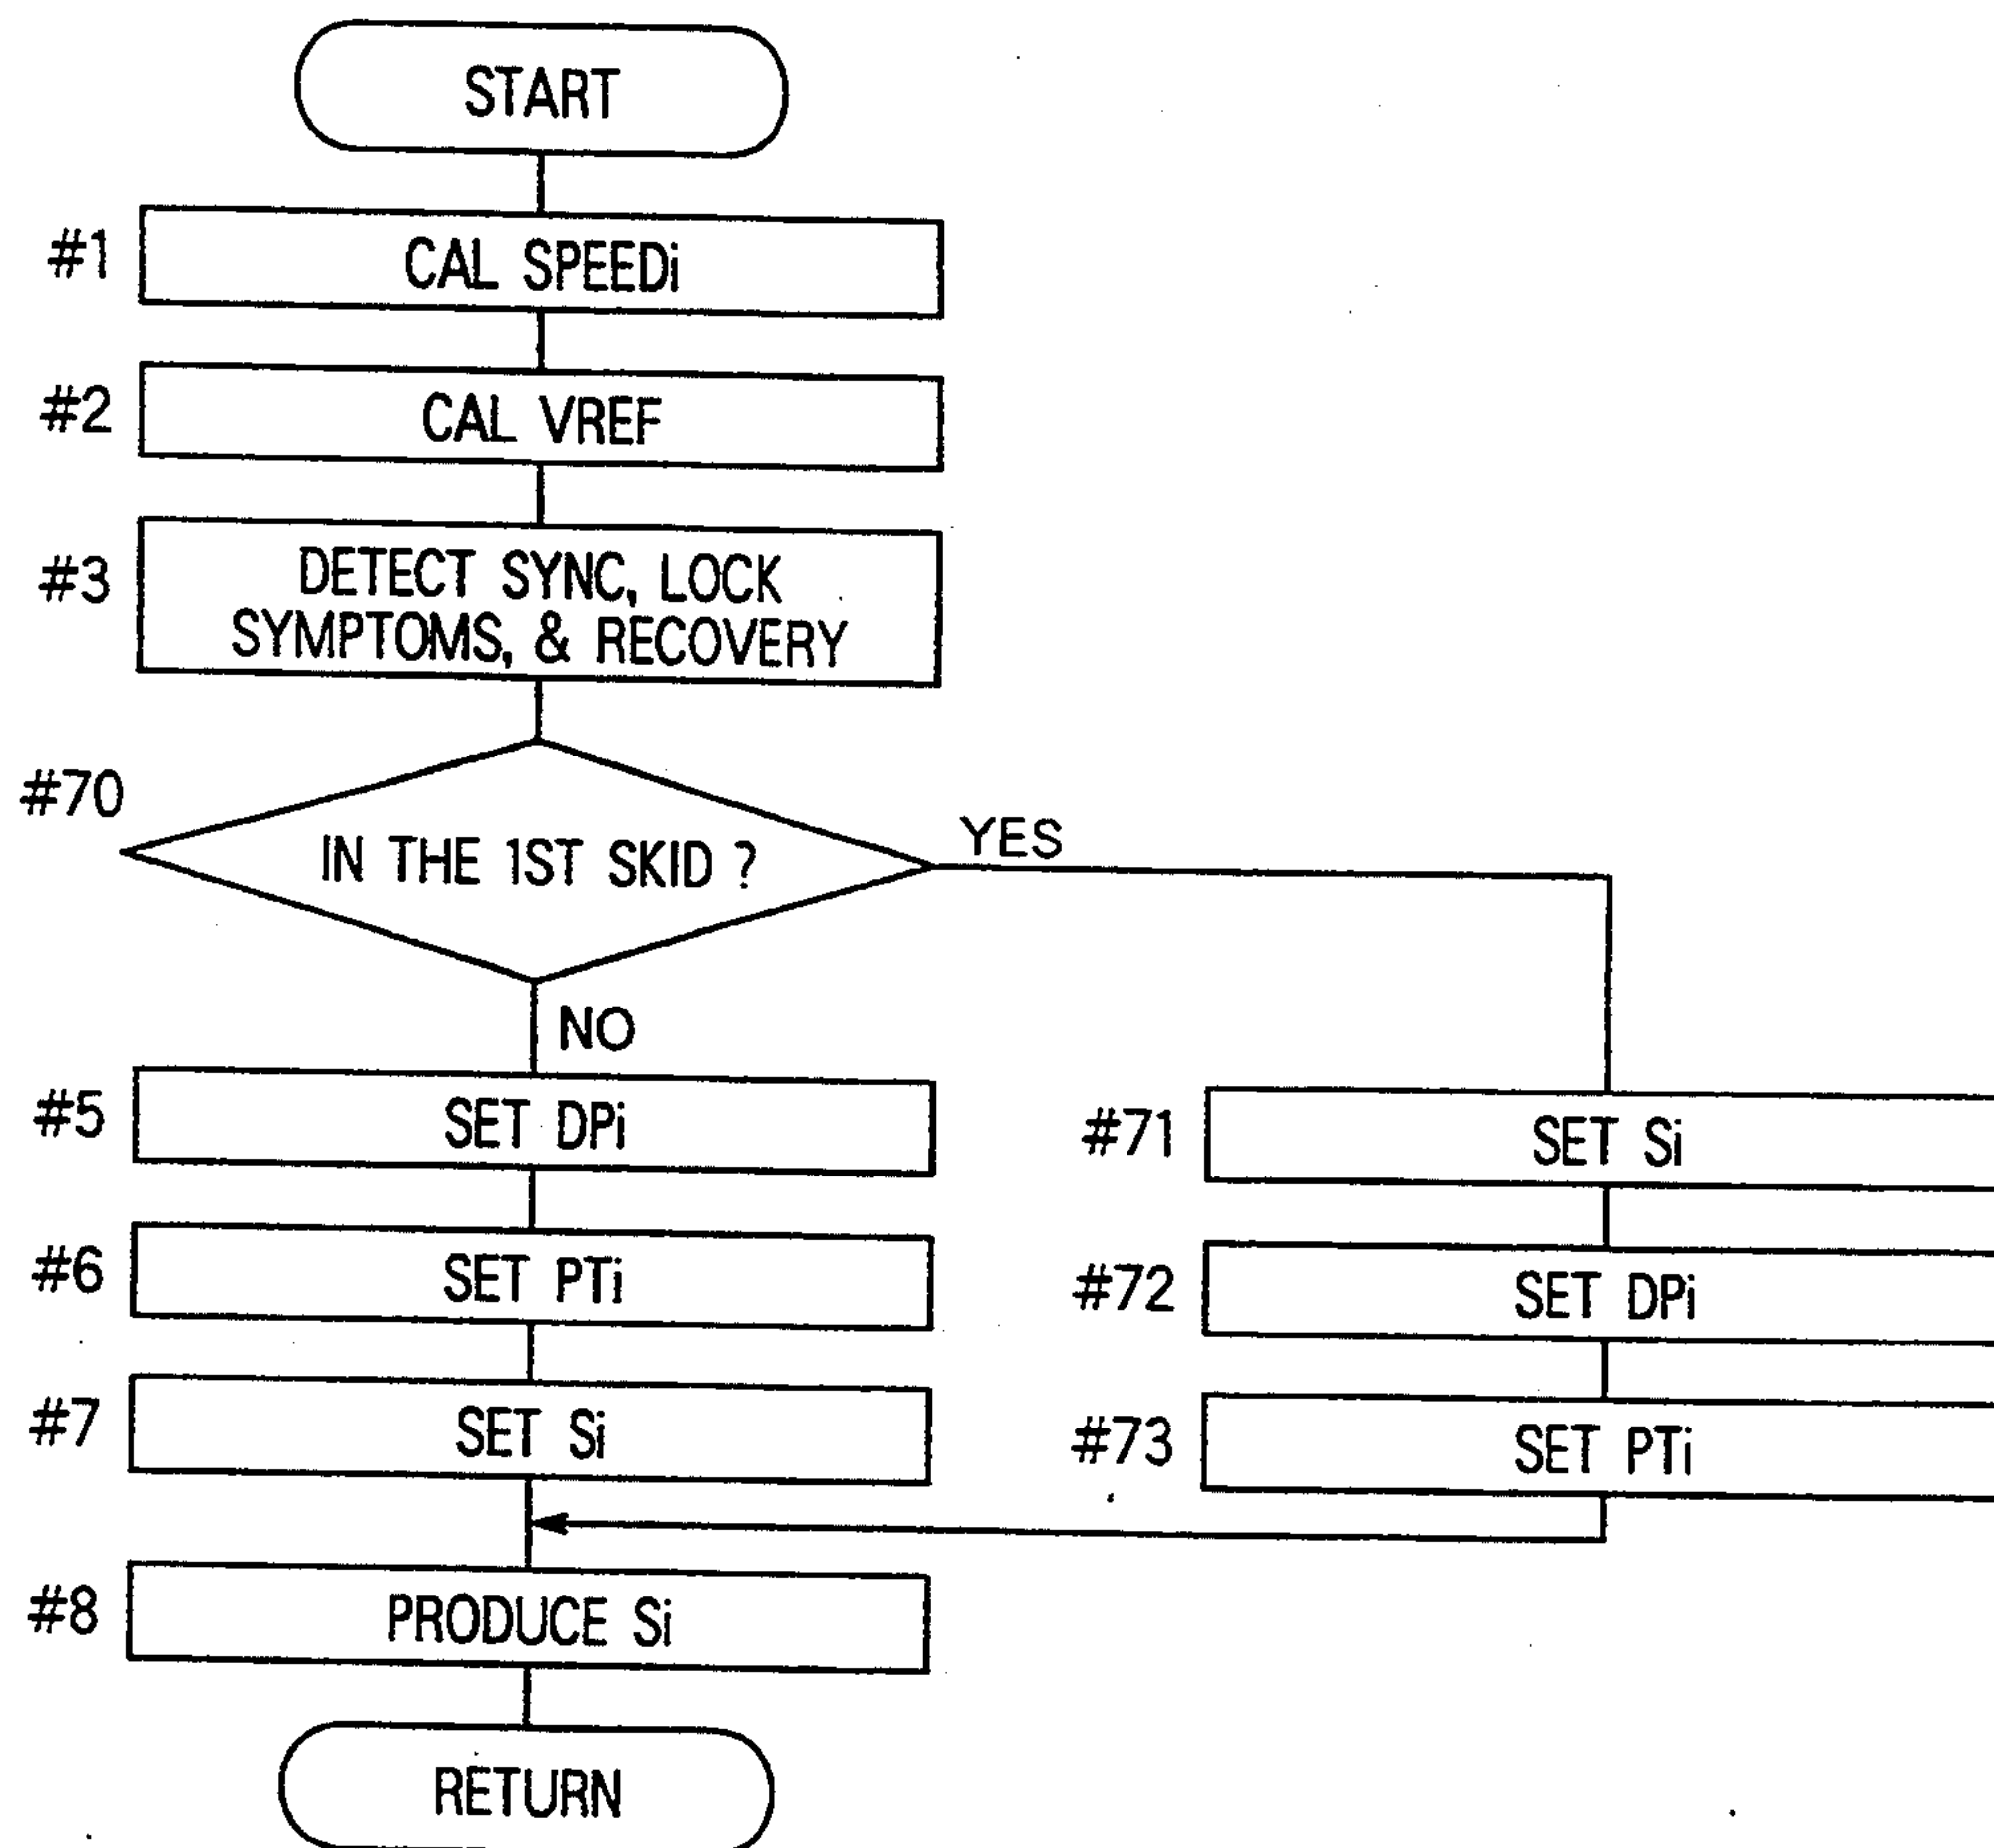 START
#1
CAL SPEEDi
#2
CAL VREF
#3
DETECT SYNC, LOCK
SYMPTOMS, & RECOVERY
#70
IN THE 1ST SKID ?
YES
NO
#5
SET DPi
#6
SET PTi
#7
SET Si
#71
SET Si
#72
SET DPi
#73
SET PTi
#8
PRODUCE Si
RETURN